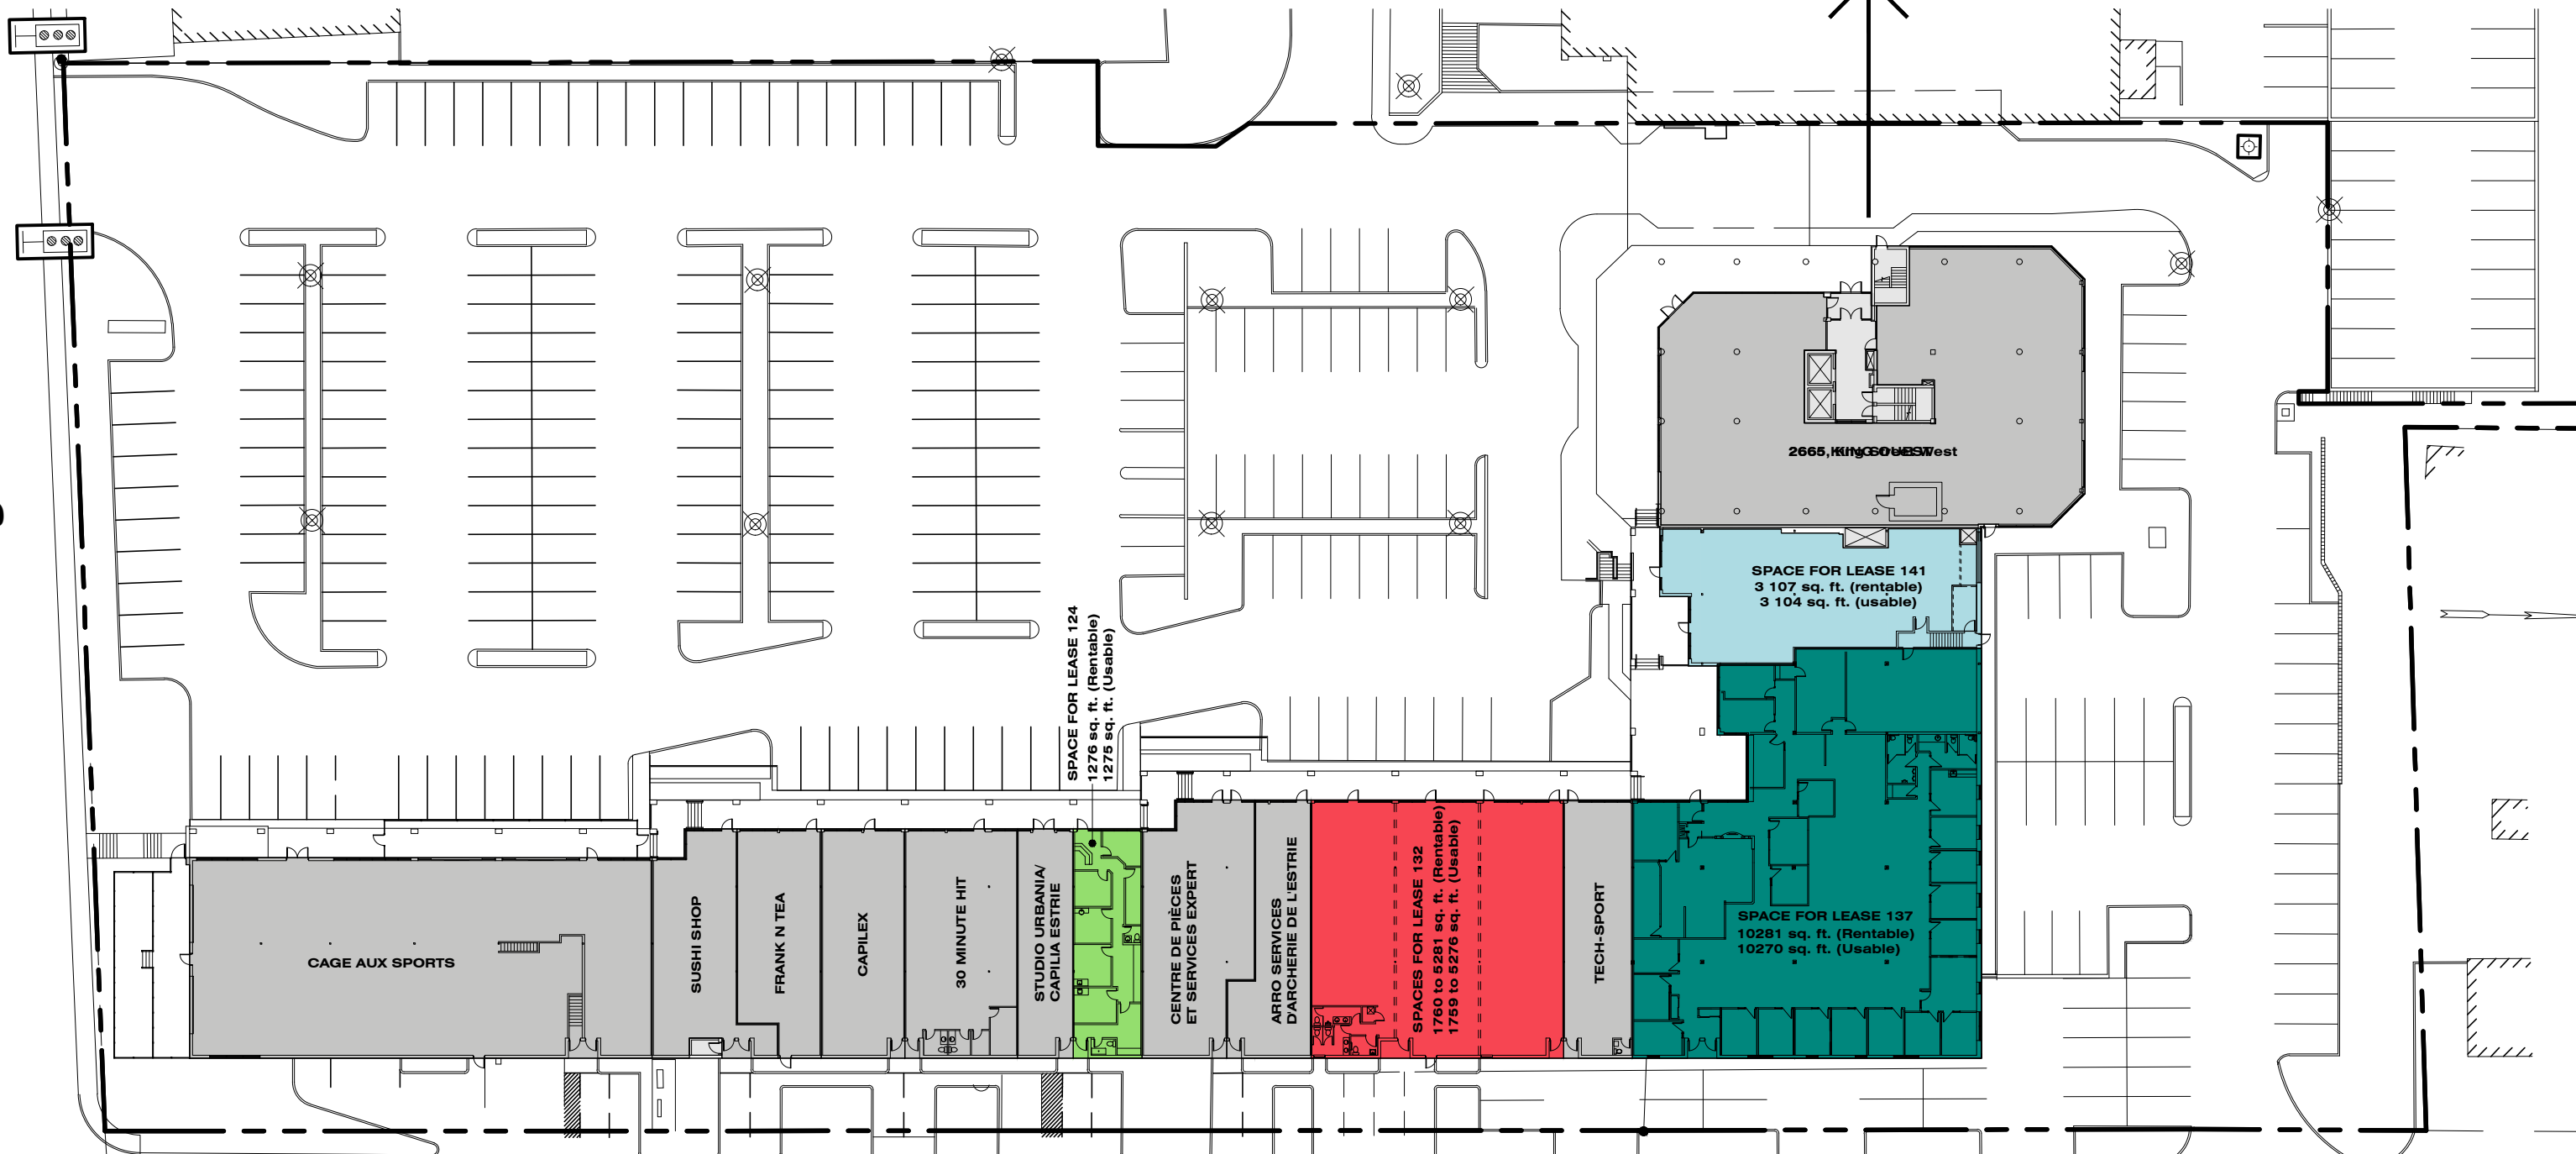 2665, King Street West
SPACE FOR LEASE 141
3 107 sq. ft. (rentable)
3 104 sq. ft. (usable)
SPACE FOR LEASE 124
1276 sq. ft. (Rentable)
1275 sq. ft. (Usable)
CAGE AUX SPORTS
SUSHI SHOP
FRANK N TEA
CAPILEX
30 MINUTE HIT
STUDIO URBANIA/
CAPILIA ESTRIE
CENTRE DE PIÈCES
ET SERVICES EXPERT
ARRO SERVICES
D'ARCHERIE DE L'ESTRIE
SPACES FOR LEASE 132
1760 to 5281 sq. ft. (Rentable)
1759 to 5276 sq. ft. (Usable)
TECH-SPORT
SPACE FOR LEASE 137
10281 sq. ft. (Rentable)
10270 sq. ft. (Usable)